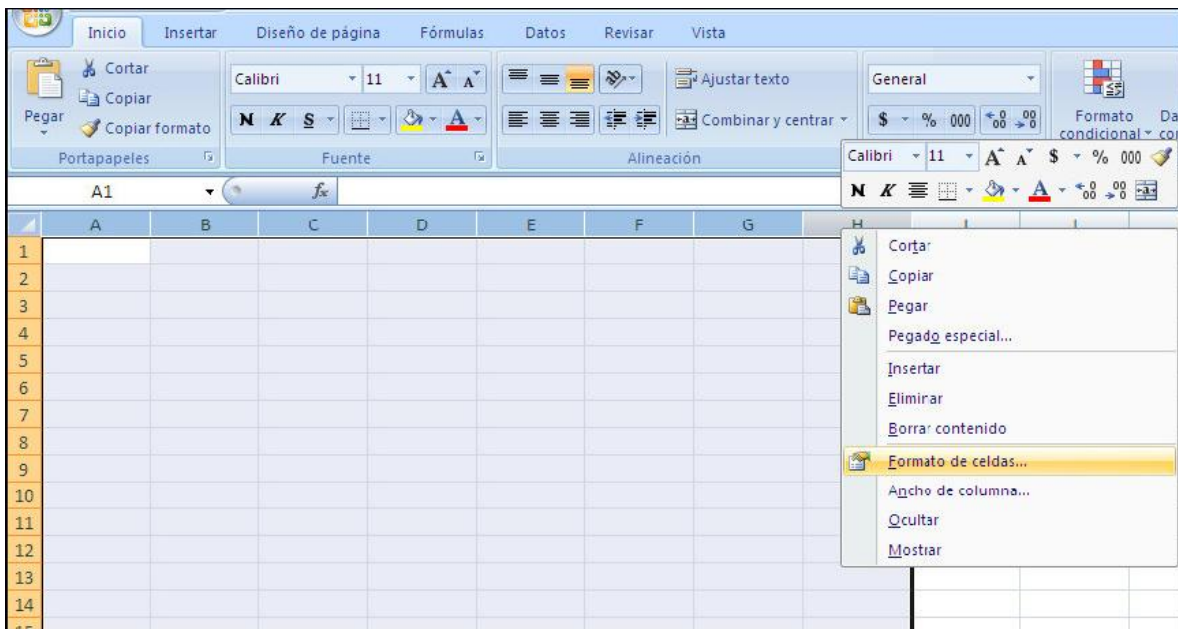 Inicio Insertar Diseño de página Fórmulas Datos Revisar Vista
Cortar
Copiar
Copiar formato
Pegar
Portapapeles
Calibri 11 A A
N K S A
Fuente
Ajustar texto
Combinar y centrar
Alineación
General
$ % 000
Formato
condicional
Calibri 11 A A $ % 000
N K A
A1 fx
A B C D E F G H
1
2
3
4
5
6
7
8
9
10
11
12
13
14
Cortar
Copiar
Pegar
Pegado especial...
Insertar
Eliminar
Borrar contenido
Formato de celdas...
Ancho de columna...
Ocultar
Mostrar